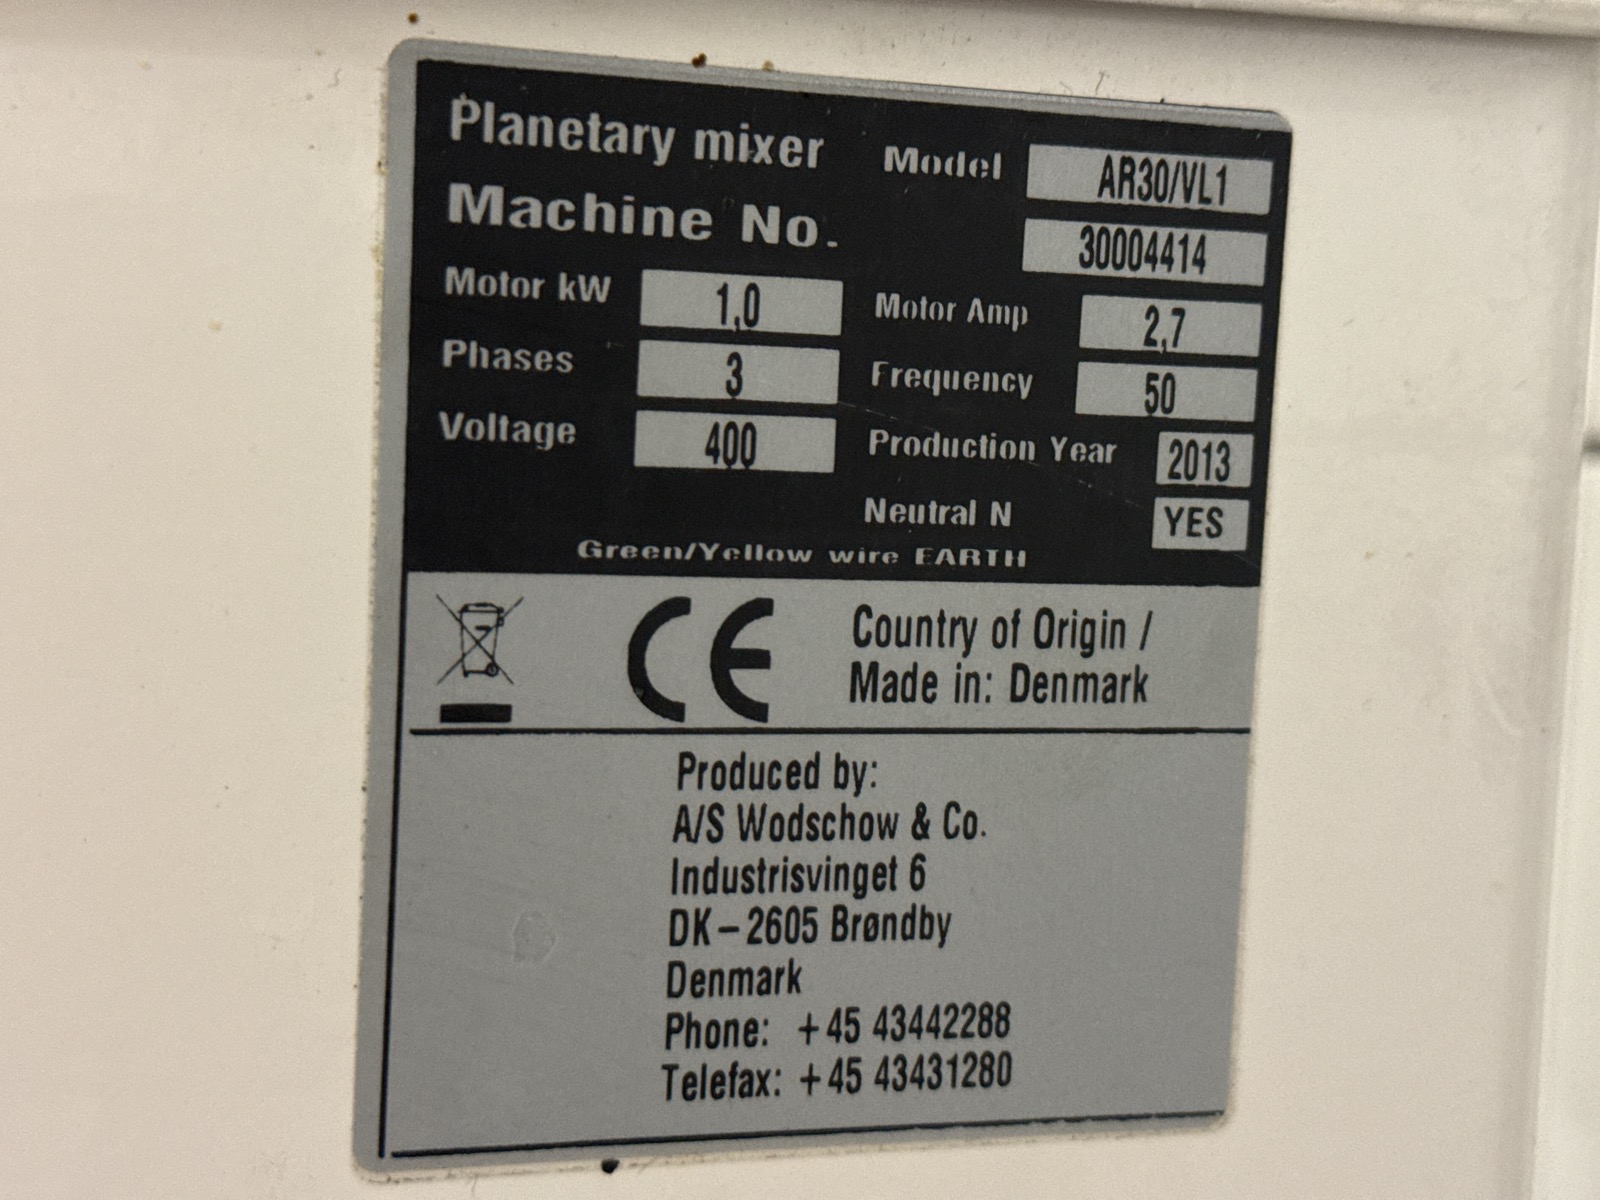 Planetary mixer Model AR30/VL1
Machine No. 30004414
Motor kW 1,0 Motor Amp 2,7
Phases 3 Frequency 50
Voltage 400 Production Year 2013
Neutral N YES
Green/Yellow wire EARTH
CE
Country of Origin /
Made in: Denmark
Produced by:
A/S Wodschow & Co.
Industrisvinget 6
DK – 2605 Brøndby
Denmark
Phone: +45 43442288
Telefax: +45 43431280